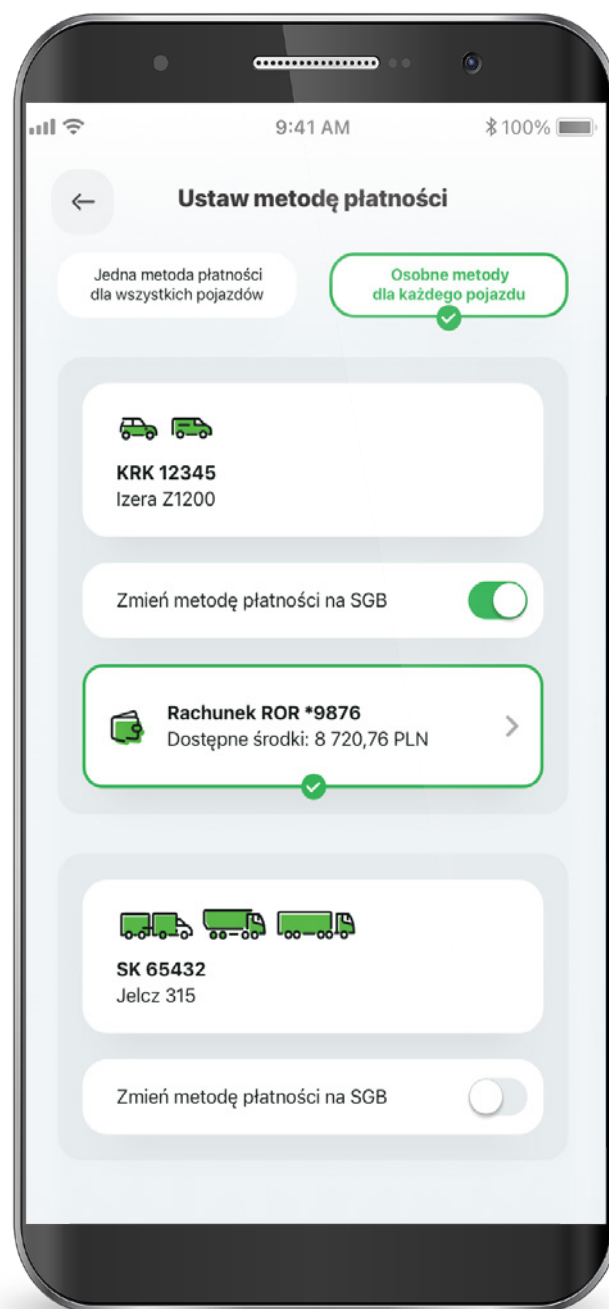 9:41 AM
100%
Ustaw metodę płatności
Jedna metoda płatności
dla wszystkich pojazdów
Osobne metody
dla każdego pojazdu
KRK 12345
Izera Z1200
Zmień metodę płatności na SGB
Rachunek ROR *9876
Dostępne środki: 8 720,76 PLN
SK 65432
Jelcz 315
Zmień metodę płatności na SGB